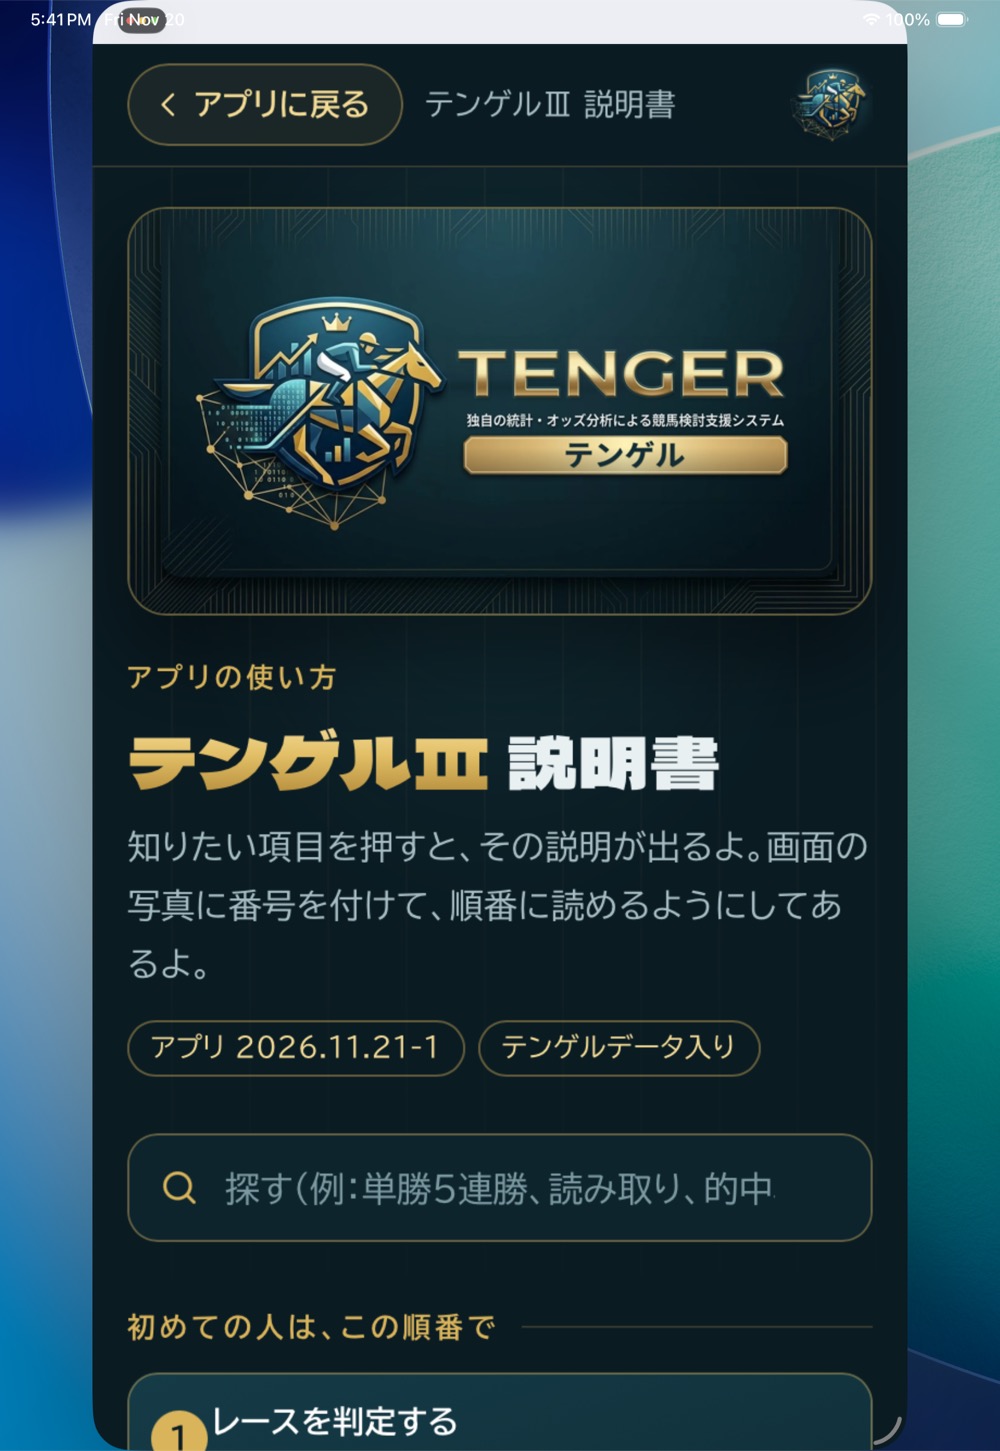 5:41PM Fri Nov 20
100%
アプリに戻る
テンゲルⅢ 説明書
TENGER
独自の統計・オッズ分析による競馬検討支援システム
テンゲル
アプリの使い方
テンゲルⅢ 説明書
知りたい項目を押すと、その説明が出るよ。画面の
写真に番号を付けて、順番に読めるようにしてあ
るよ。
アプリ 2026.11.21-1
テンゲルデータ入り
探す(例：単勝5連勝、読み取り、的中
初めての人は、この順番で
1 レースを判定する